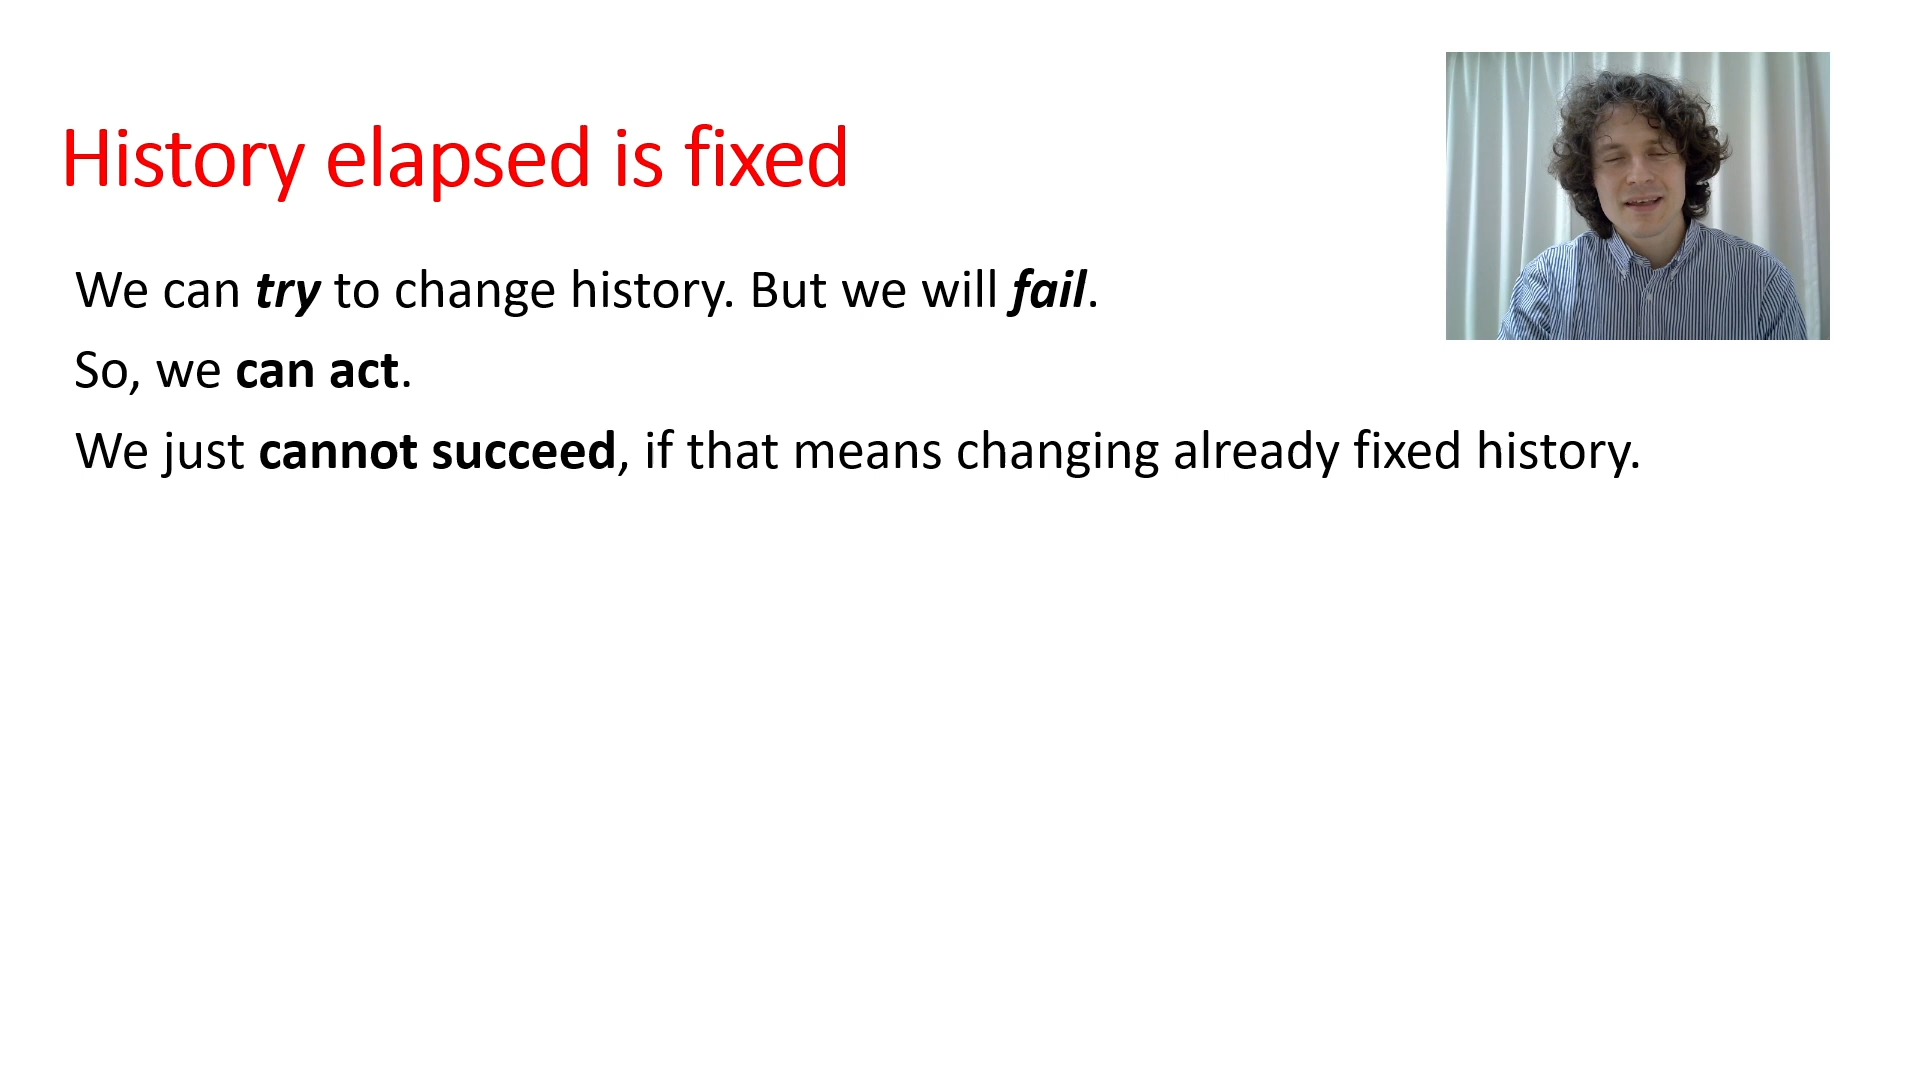 History elapsed is fixed
We can try to change history. But we will fail.
So, we can act.
We just cannot succeed, if that means changing already fixed history.